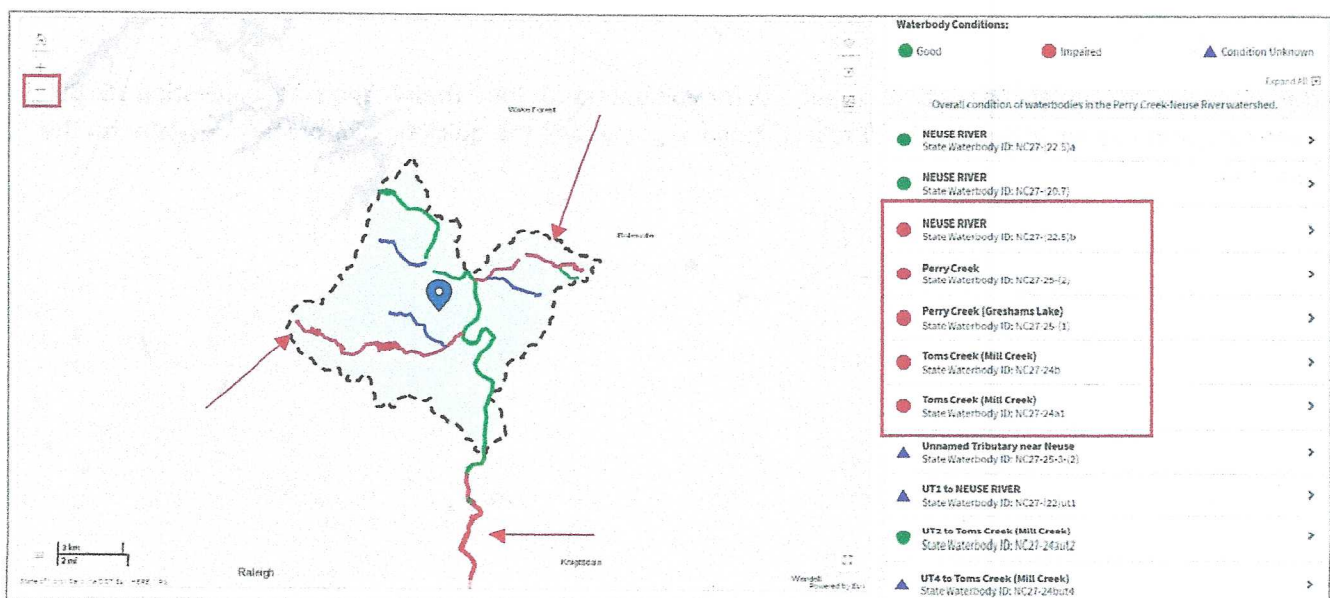 Wake Forest
Raleigh
Wendell
Powered by Esri
2 mi
Waterbody Conditions:
Good
Impaired
Condition Unknown
Expand All
Overall condition of waterbodies in the Perry Creek-Neuse River watershed.
NEUSE RIVER
State Waterbody ID: NC27-(22.5)a
NEUSE RIVER
State Waterbody ID: NC27-(20.7)
NEUSE RIVER
State Waterbody ID: NC27-(22.5)b
Perry Creek
State Waterbody ID: NC27-25-(2)
Perry Creek (Greshams Lake)
State Waterbody ID: NC27-25-(1)
Toms Creek (Mill Creek)
State Waterbody ID: NC27-24b
Toms Creek (Mill Creek)
State Waterbody ID: NC27-24a1
Unnamed Tributary near Neuse
State Waterbody ID: NC27-25-3-(2)
UT1 to NEUSE RIVER
State Waterbody ID: NC27-(22)ut1
UT2 to Toms Creek (Mill Creek)
State Waterbody ID: NC27-24aut2
UT4 to Toms Creek (Mill Creek)
State Waterbody ID: NC27-24but4